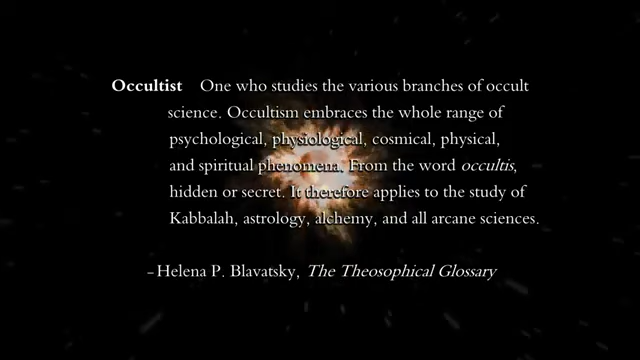 Occultist One who studies the various branches of occult
science. Occultism embraces the whole range of
psychological, physiological, cosmical, physical,
and spiritual phenomena. From the word occultis,
hidden or secret. It therefore applies to the study of
Kabbalah, astrology, alchemy, and all arcane sciences.
– Helena P. Blavatsky, The Theosophical Glossary